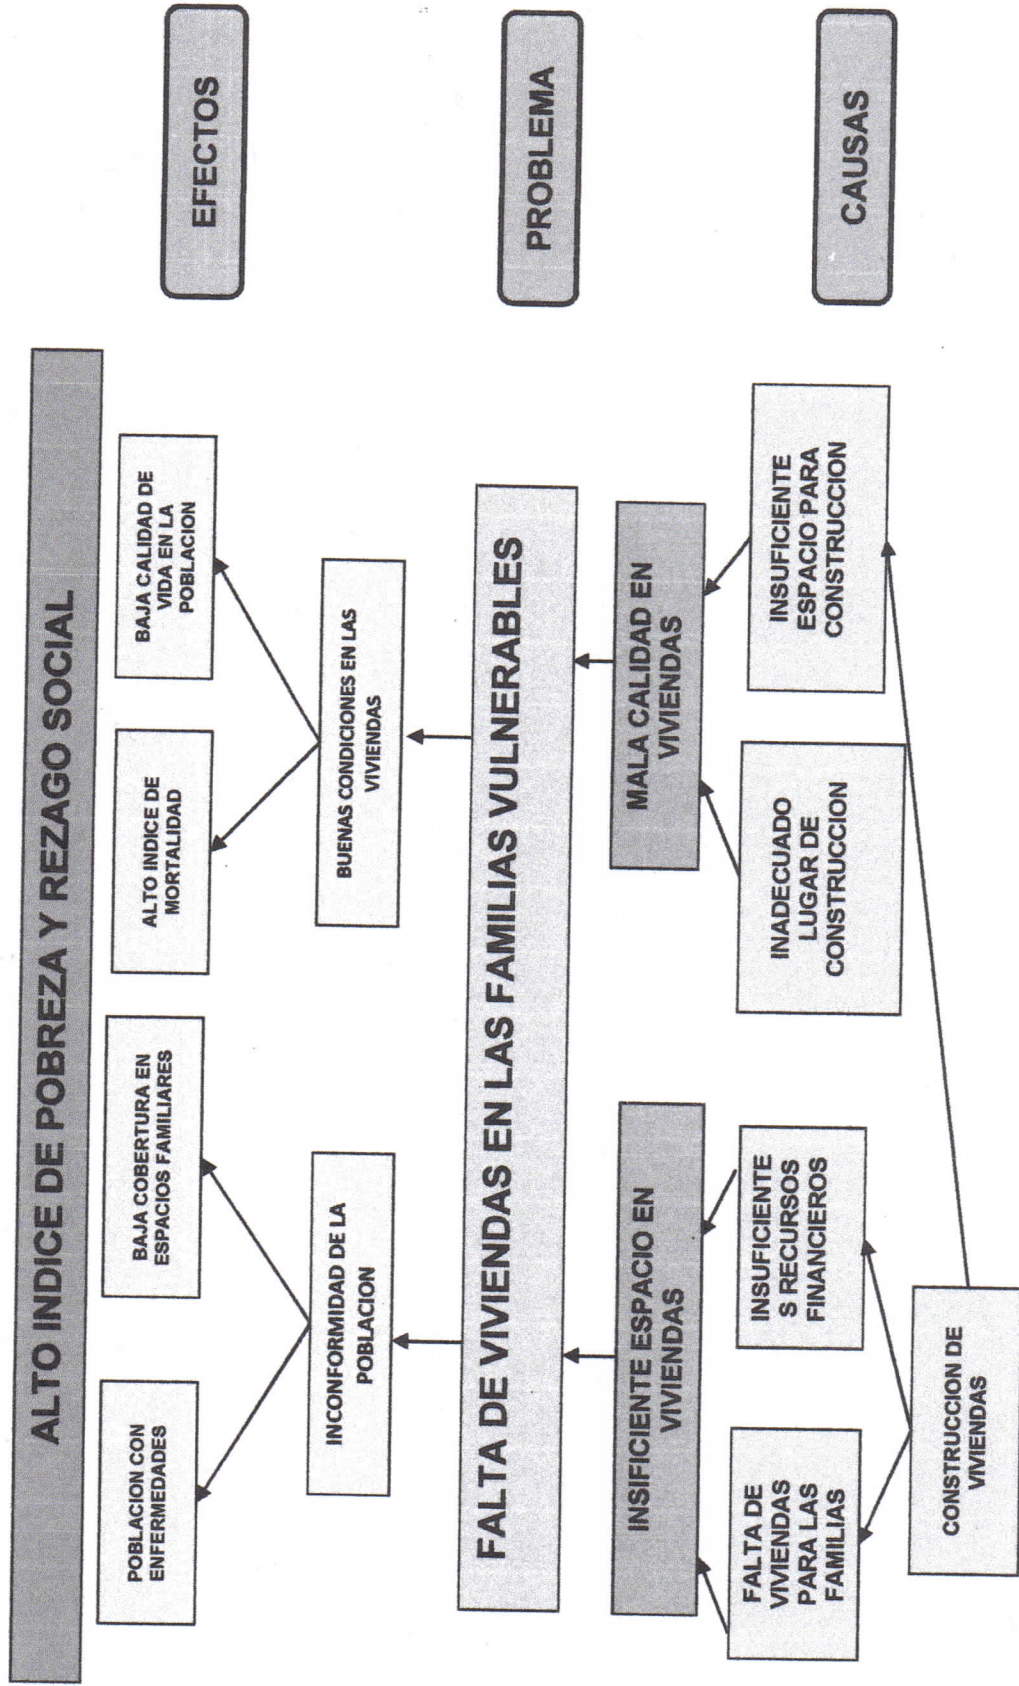 ALTO INDICE DE POBREZA Y REZAGO SOCIAL
POBLACION CON
ENFERMEDADES
BAJA COBERTURA EN
ESPACIOS FAMILIARES
ALTO INDICE DE
MORTALIDAD
BAJA CALIDAD DE
VIDA EN LA
POBLACION
EFECTOS
INCONFORMIDAD DE LA
POBLACION
BUENAS CONDICIONES EN LAS
VIVIENDAS
FALTA DE VIVIENDAS EN LAS FAMILIAS VULNERABLES
PROBLEMA
INSIFICIENTE ESPACIO EN
VIVIENDAS
MALA CALIDAD EN
VIVIENDAS
FALTA DE
VIVIENDAS
PARA LAS
FAMILIAS
INSUFICIENTE
S RECURSOS
FINANCIEROS
INADECUADO
LUGAR DE
CONSTRUCCION
INSUFICIENTE
ESPACIO PARA
CONSTRUCCION
CAUSAS
CONSTRUCCION DE
VIVIENDAS